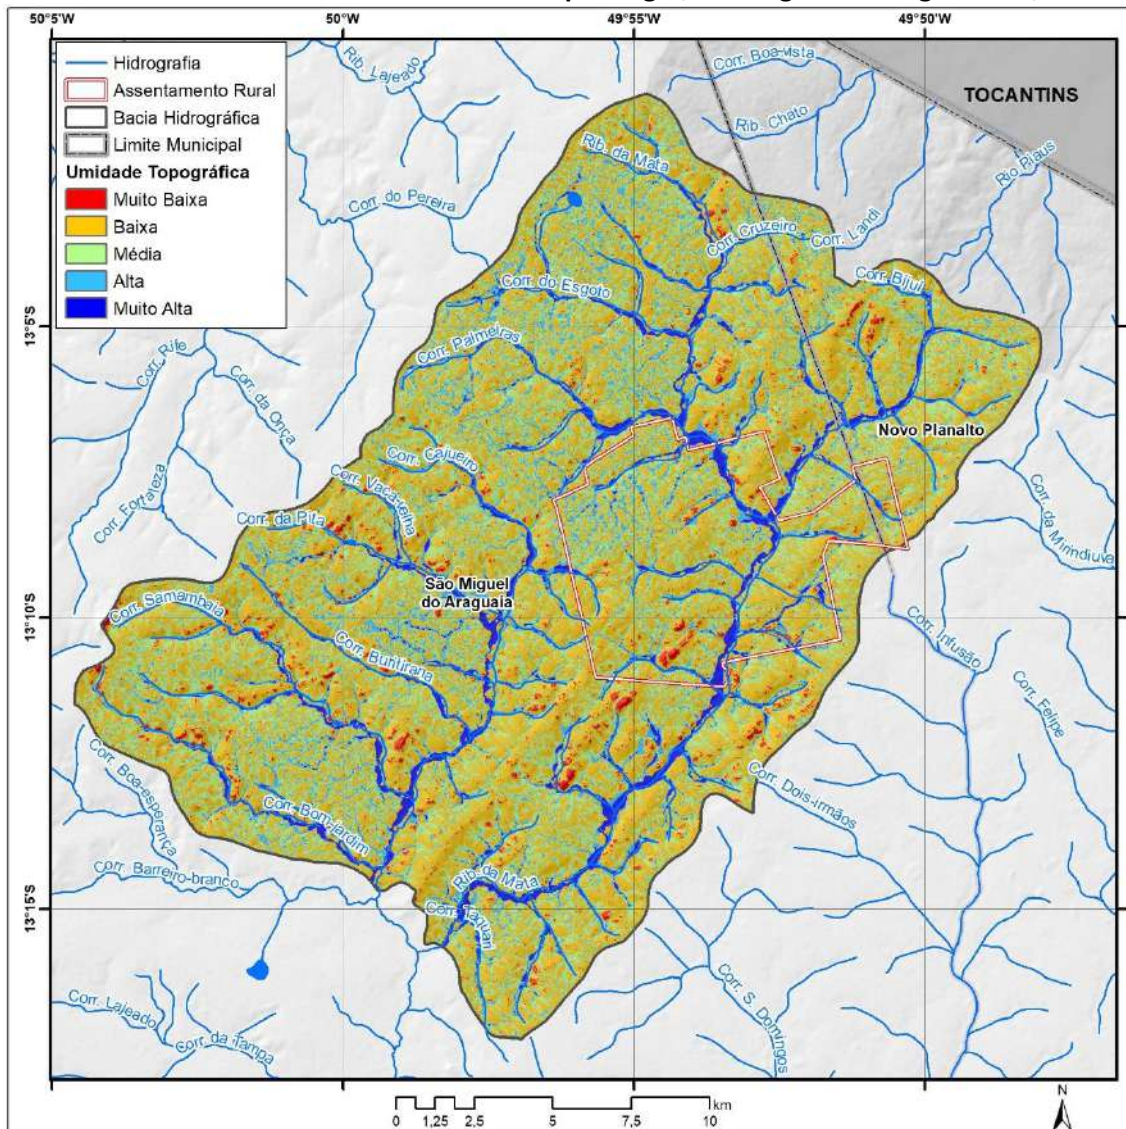 50°5'W 50°W 49°55'W 49°50'W
Hidrografia
Assentamento Rural
Bacia Hidrográfica
Limite Municipal
Umidade Topográfica
Muito Baixa
Baixa
Média
Alta
Muito Alta
Rib. Lajeado
Corr. Boa-vista
TOCANTINS
Rib. Chato
Rib. da Mata
Rio Piaus
Corr. do Pereira
Corr. Cruzeiro
Corr. Landi
Corr. Bijuí
Corr. do Esgoto
13°5'S
Corr. Palmeiras
Corr. Rife
Corr. da Onça
Novo Planalto
Corr. Cajueiro
Corr. Fortaleza
Corr. Vaca-velha
Corr. da Pita
Corr. da Mirindiuva
São Miguel
do Araguaia
Corr. Samambaia
13°10'S
Corr. Buritirana
Corr. Infusão
Corr. Felipe
Corr. Boa-esperança
Corr. Dois-irmãos
Corr. Bom-jardim
Corr. Barreiro-branco
Rib. da Mata
13°15'S
Corr. Taquari
Corr. Lajeado
Corr. da Tampa
Corr. S. Domingos
N
km
0 1,25 2,5 5 7,5 10